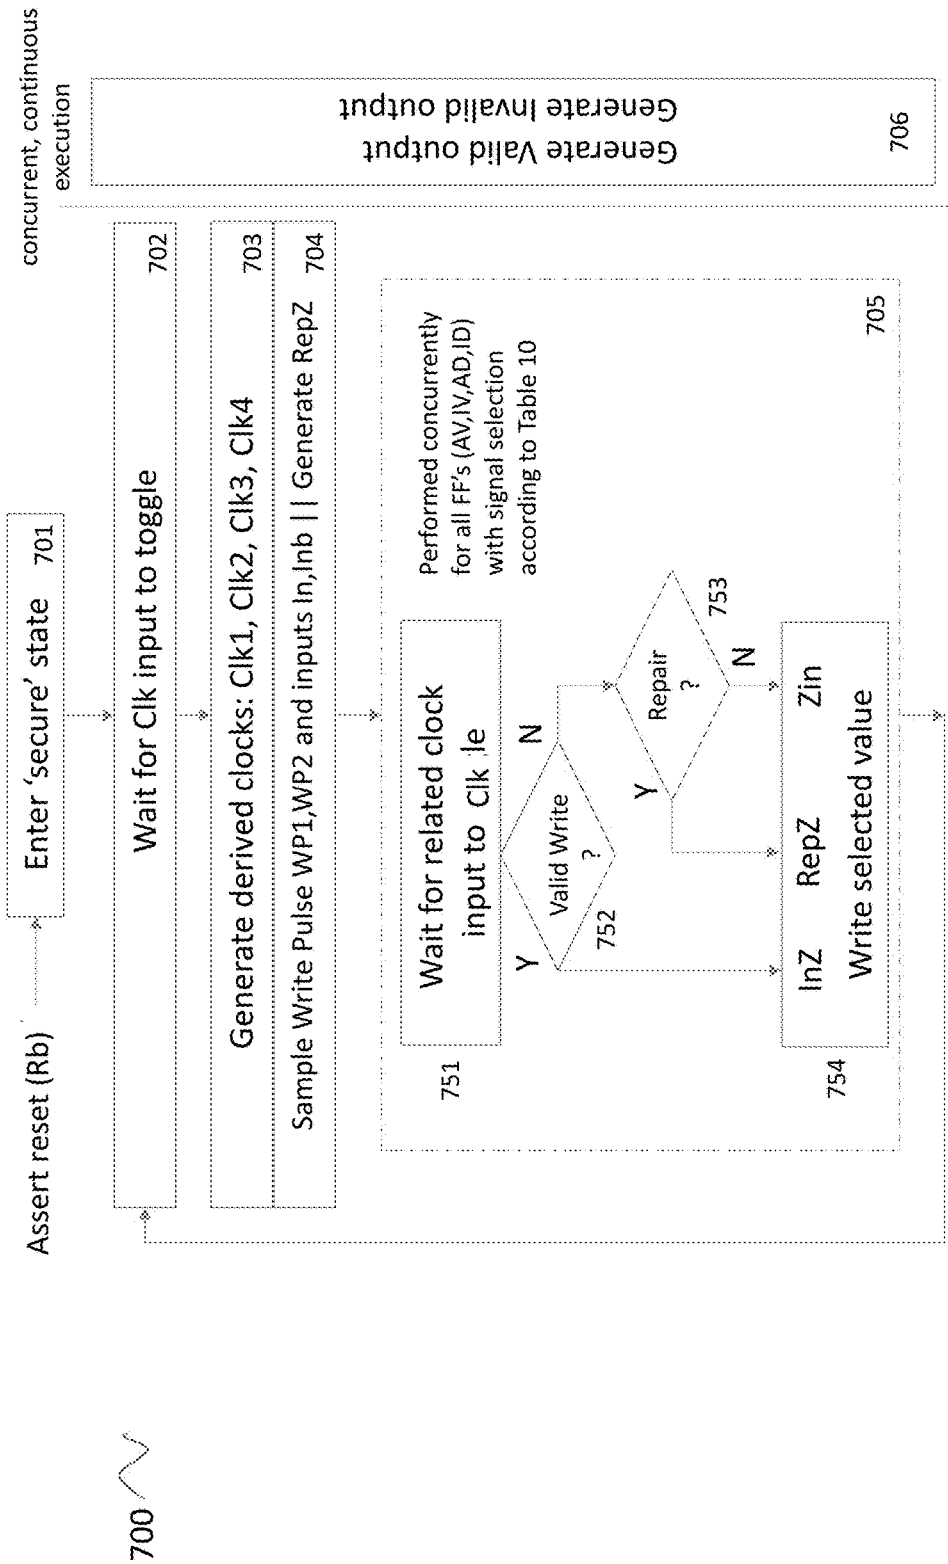 Assert reset (Rb)
Enter 'secure' state 701
concurrent, continuous
execution
Wait for Clk input to toggle 702
Generate derived clocks: Clk1, Clk2, Clk3, Clk4 703
Sample Write Pulse WP1,WP2 and inputs In,Inb || Generate RepZ 704
Performed concurrently
for all FF's (AV,IV,AD,ID)
with signal selection
according to Table 10
751
Wait for related clock
input to Clk le
Y
Valid Write
?
N
752
Y
Repair
?
N
753
InZ RepZ Zin
Write selected value
754
705
Generate Valid output
Generate Invalid output
706
700